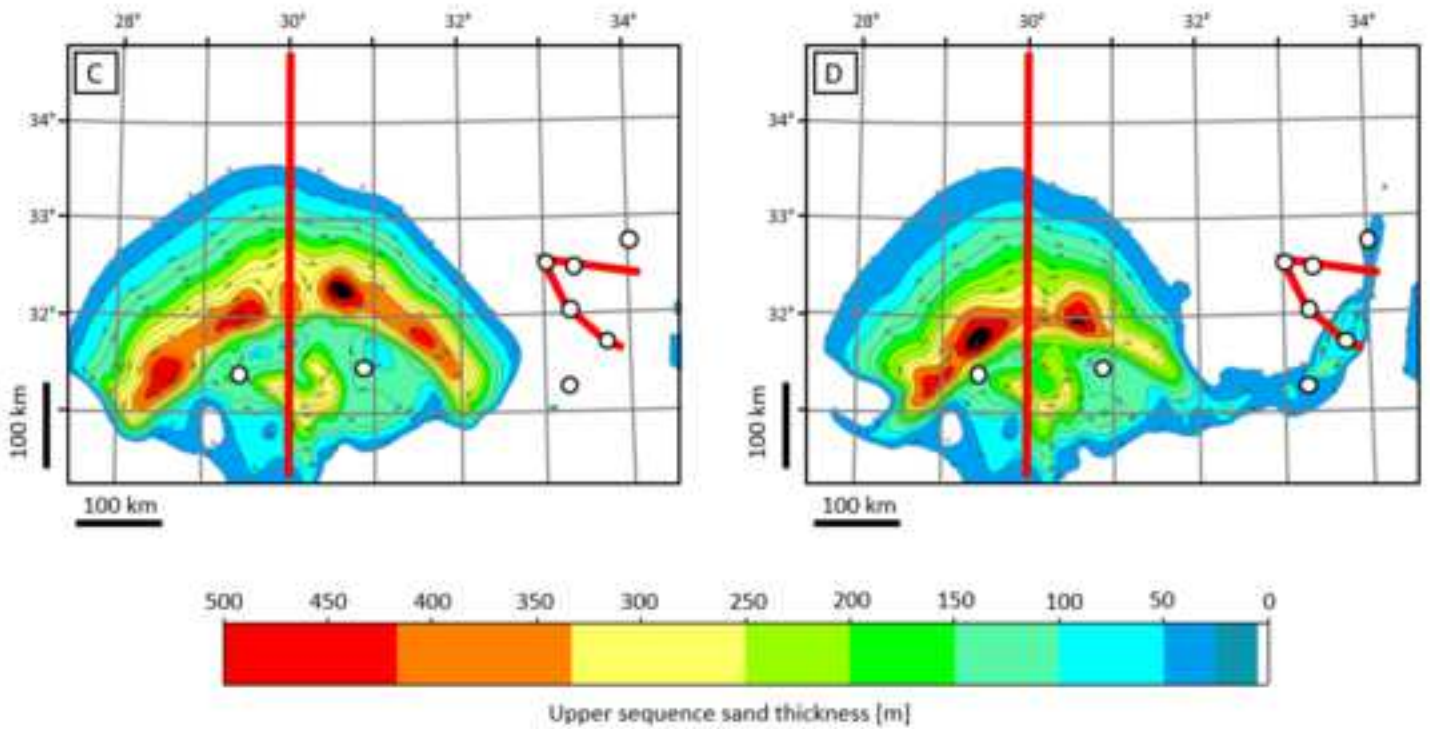 28° 30° 32° 34° 28° 30° 32° 34°
C D
34° 34°
33° 33°
32° 32°
100 km 100 km
100 km 100 km
500 450 400 350 300 250 200 150 100 50 0
Upper sequence sand thickness [m]